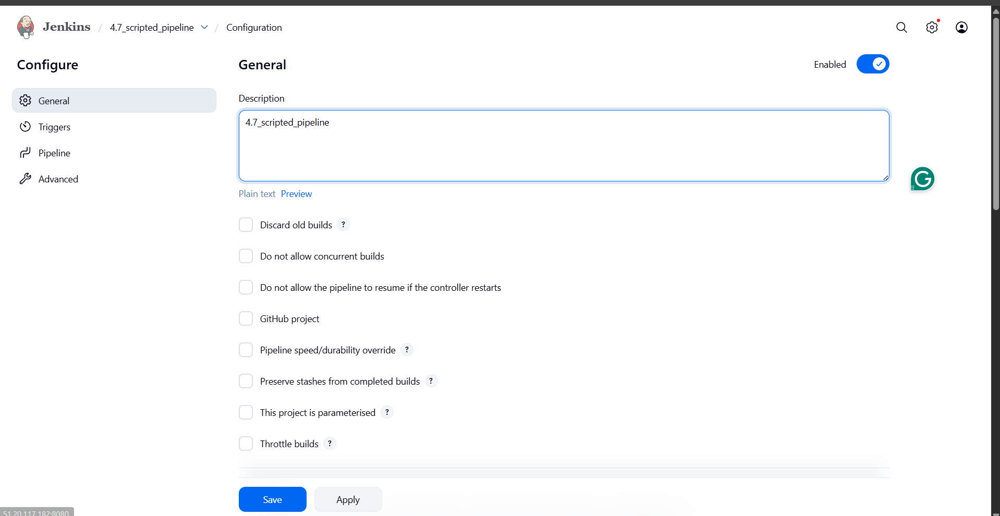 Jenkins / 4.7_scripted_pipeline / Configuration
Configure
General
Triggers
Pipeline
Advanced
General
Enabled
Description
4.7_scripted_pipeline
Plain text Preview
Discard old builds ?
Do not allow concurrent builds
Do not allow the pipeline to resume if the controller restarts
GitHub project
Pipeline speed/durability override ?
Preserve stashes from completed builds ?
This project is parameterised ?
Throttle builds ?
Save Apply
51.20.117.182:8080